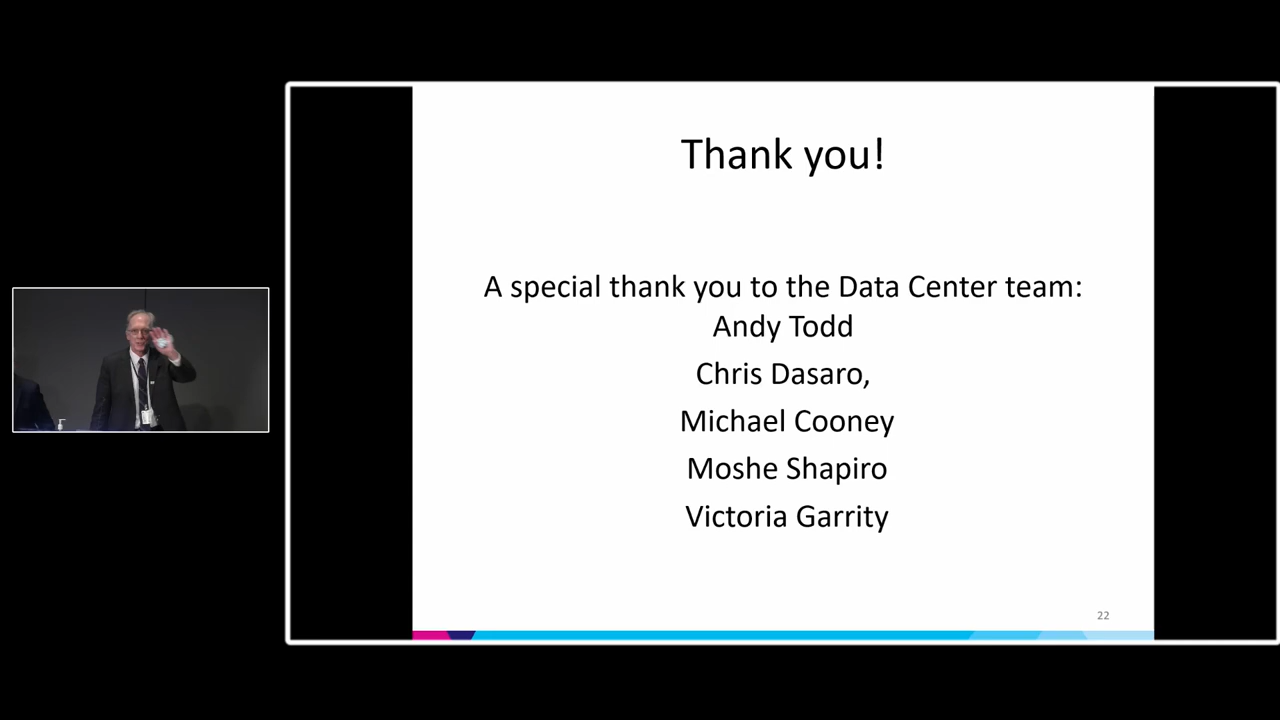 Thank you!
A special thank you to the Data Center team:
Andy Todd
Chris Dasaro,
Michael Cooney
Moshe Shapiro
Victoria Garrity
22